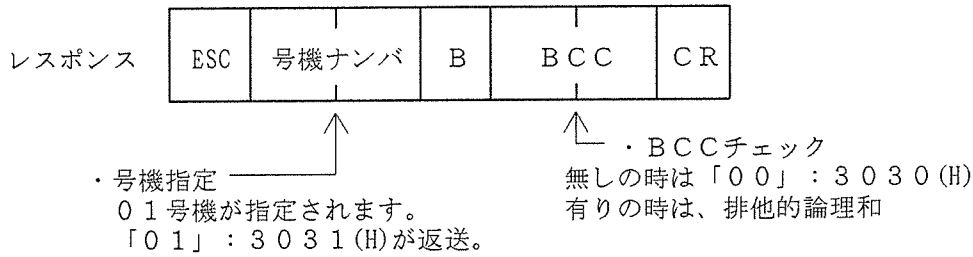 レスポンス ESC 号機ナンバ B BCC CR
・号機指定
01号機が指定されます。
「01」:3031(H)が返送。
・BCCチェック
無しの時は「00」:3030(H)
有りの時は、排他的論理和